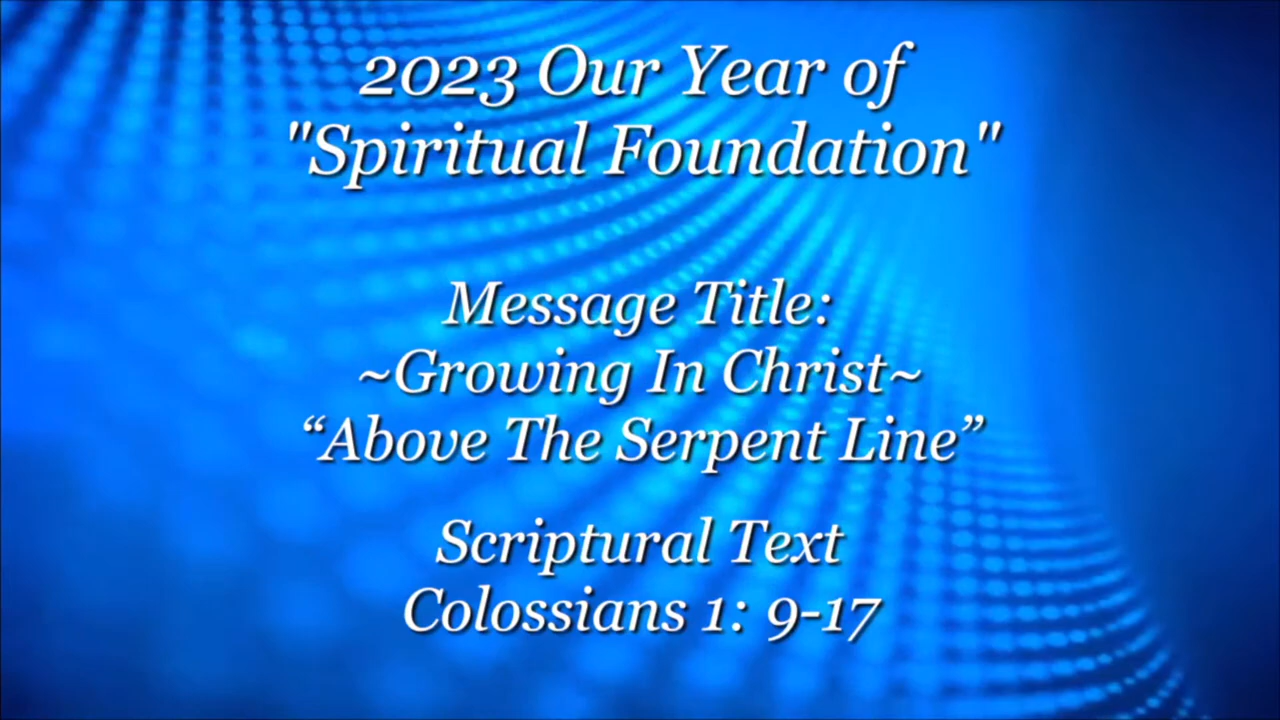 2023 Our Year of
"Spiritual Foundation"
Message Title:
~Growing In Christ~
“Above The Serpent Line”
Scriptural Text
Colossians 1: 9-17